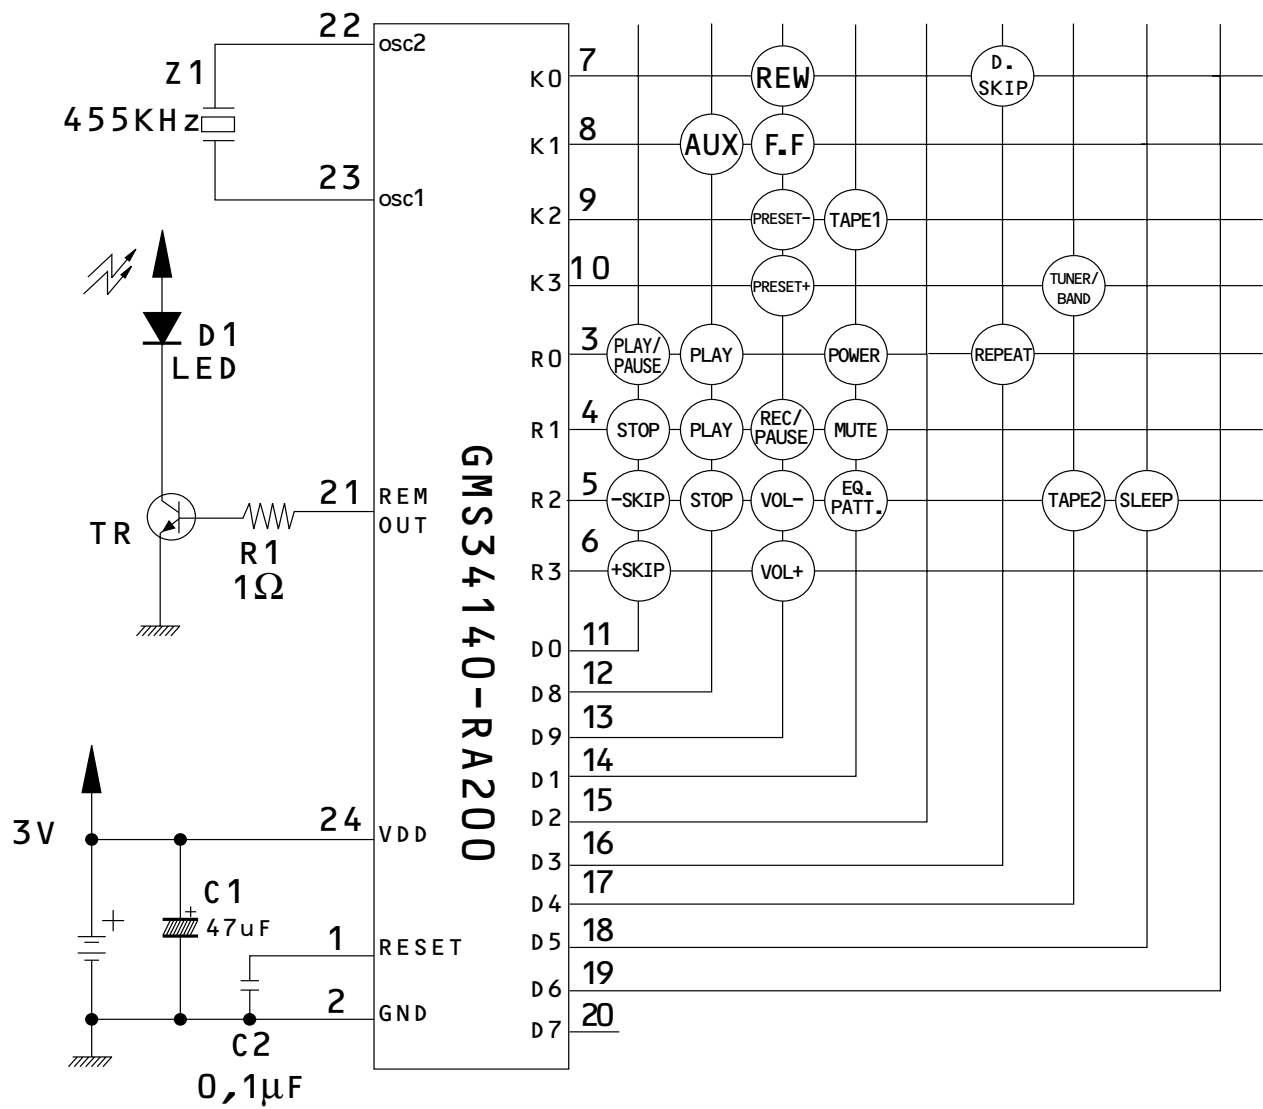 22
osc2
Z1
455KHz
23
osc1
D1
LED
21
REM
OUT
TR
R1
1Ω
GMS34140-RA200
3V
24
VDD
C1
+
47uF
+
1
RESET
2
GND
C2
0,1μF
K0 7 REW D.
SKIP
K1 8 AUX F.F
K2 9 PRESET- TAPE1
K3 10 PRESET+ TUNER/
BAND
R0 3 PLAY/
PAUSE PLAY POWER REPEAT
R1 4 STOP PLAY REC/
PAUSE MUTE
R2 5 -SKIP STOP VOL- EQ.
PATT. TAPE2 SLEEP
R3 6 +SKIP VOL+
D0 11
D8 12
D9 13
D1 14
D2 15
D3 16
D4 17
D5 18
D6 19
D7 20